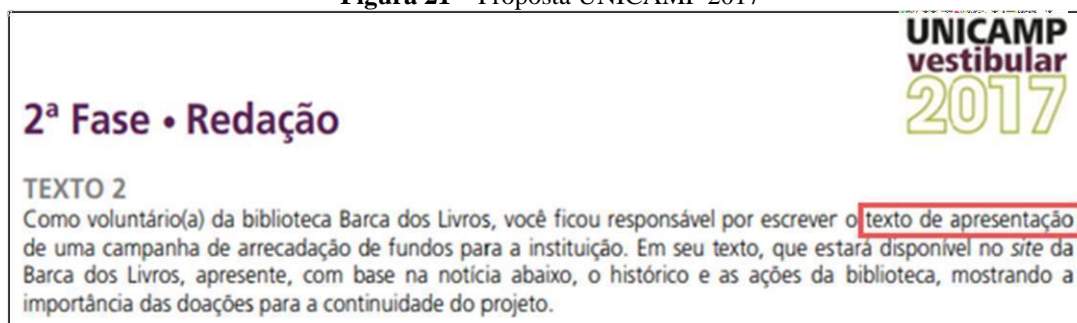 Figura 21 – Proposta UNICAMP 2017
UNICAMP
vestibular
2017
2ª Fase • Redação
TEXTO 2
Como voluntário(a) da biblioteca Barca dos Livros, você ficou responsável por escrever o texto de apresentação
de uma campanha de arrecadação de fundos para a instituição. Em seu texto, que estará disponível no site da
Barca dos Livros, apresente, com base na notícia abaixo, o histórico e as ações da biblioteca, mostrando a
importância das doações para a continuidade do projeto.